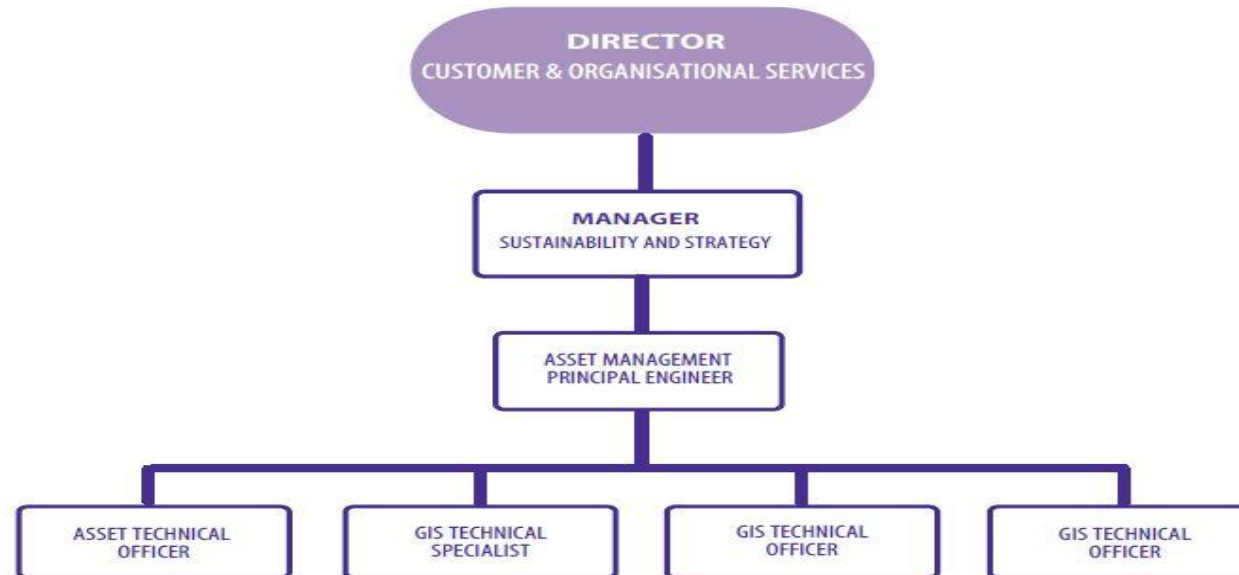 DIRECTOR
CUSTOMER & ORGANISATIONAL SERVICES
MANAGER
SUSTAINABILITY AND STRATEGY
ASSET MANAGEMENT
PRINCIPAL ENGINEER
ASSET TECHNICAL
OFFICER
GIS TECHNICAL
SPECIALIST
GIS TECHNICAL
OFFICER
GIS TECHNICAL
OFFICER